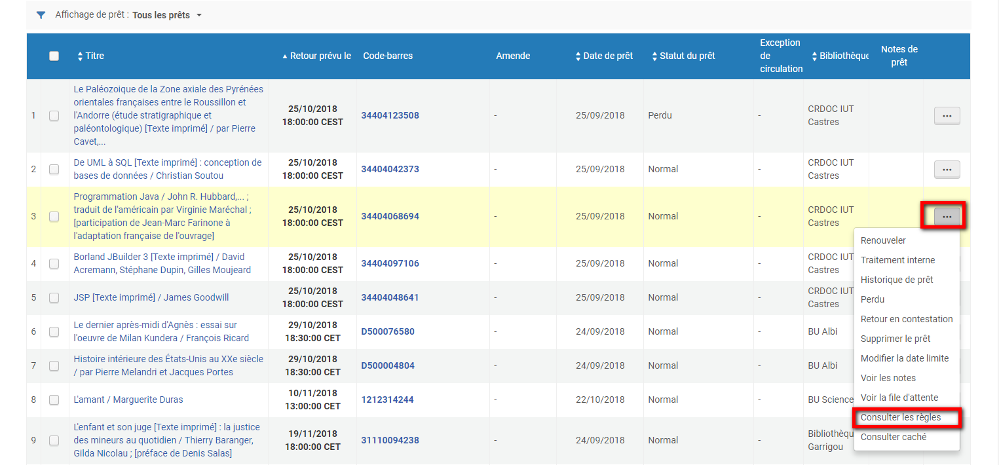 Affichage de prêt : Tous les prêts
Titre
Retour prévu le
Code-barres
Amende
Date de prêt
Statut du prêt
Exception
de
circulation
Bibliothèque
Notes de
prêt
1
Le Paléozoique de la Zone axiale des Pyrénées
orientales françaises entre le Roussillon et
l'Andorre (étude stratigraphique et
paléontologique) [Texte imprimé] / par Pierre
Cavet,...
25/10/2018
18:00:00 CEST
34404123508
-
25/09/2018
Perdu
-
CRDOC IUT
Castres
...
2
De UML à SQL [Texte imprimé] : conception de
bases de données / Christian Soutou
25/10/2018
18:00:00 CEST
34404042373
-
25/09/2018
Normal
-
CRDOC IUT
Castres
...
3
Programmation Java / John R. Hubbard,... ;
traduit de l'américain par Virginie Maréchal ;
[participation de Jean-Marc Farinone à
l'adaptation française de l'ouvrage]
25/10/2018
18:00:00 CEST
34404068694
-
25/09/2018
Normal
-
CRDOC IUT
Castres
...
4
Borland JBuilder 3 [Texte imprimé] / David
Acremann, Stéphane Dupin, Gilles Moujeard
25/10/2018
18:00:00 CEST
34404097106
-
25/09/2018
Normal
-
CRDOC IUT
Castres
5
JSP [Texte imprimé] / James Goodwill
25/10/2018
18:00:00 CEST
34404048641
-
25/09/2018
Normal
-
CRDOC IUT
Castres
6
Le dernier après-midi d'Agnès : essai sur
l'oeuvre de Milan Kundera / François Ricard
29/10/2018
18:30:00 CET
D500076580
-
24/09/2018
Normal
-
BU Albi
7
Histoire intérieure des États-Unis au XXe siècle
/ par Pierre Melandri et Jacques Portes
29/10/2018
18:30:00 CET
D500004804
-
24/09/2018
Normal
-
BU Albi
8
L'amant / Marguerite Duras
10/11/2018
13:00:00 CET
1212314244
-
22/10/2018
Normal
-
BU Science
9
L'enfant et son juge [Texte imprimé] : la justice
des mineurs au quotidien / Thierry Baranger,
Gilda Nicolau ; [préface de Denis Salas]
19/11/2018
18:00:00 CET
31110094238
-
24/09/2018
Normal
-
Bibliothèqu
Garrigou
Renouveler
Traitement interne
Historique de prêt
Perdu
Retour en contestation
Supprimer le prêt
Modifier la date limite
Voir les notes
Voir la file d'attente
Consulter les règles
Consulter caché